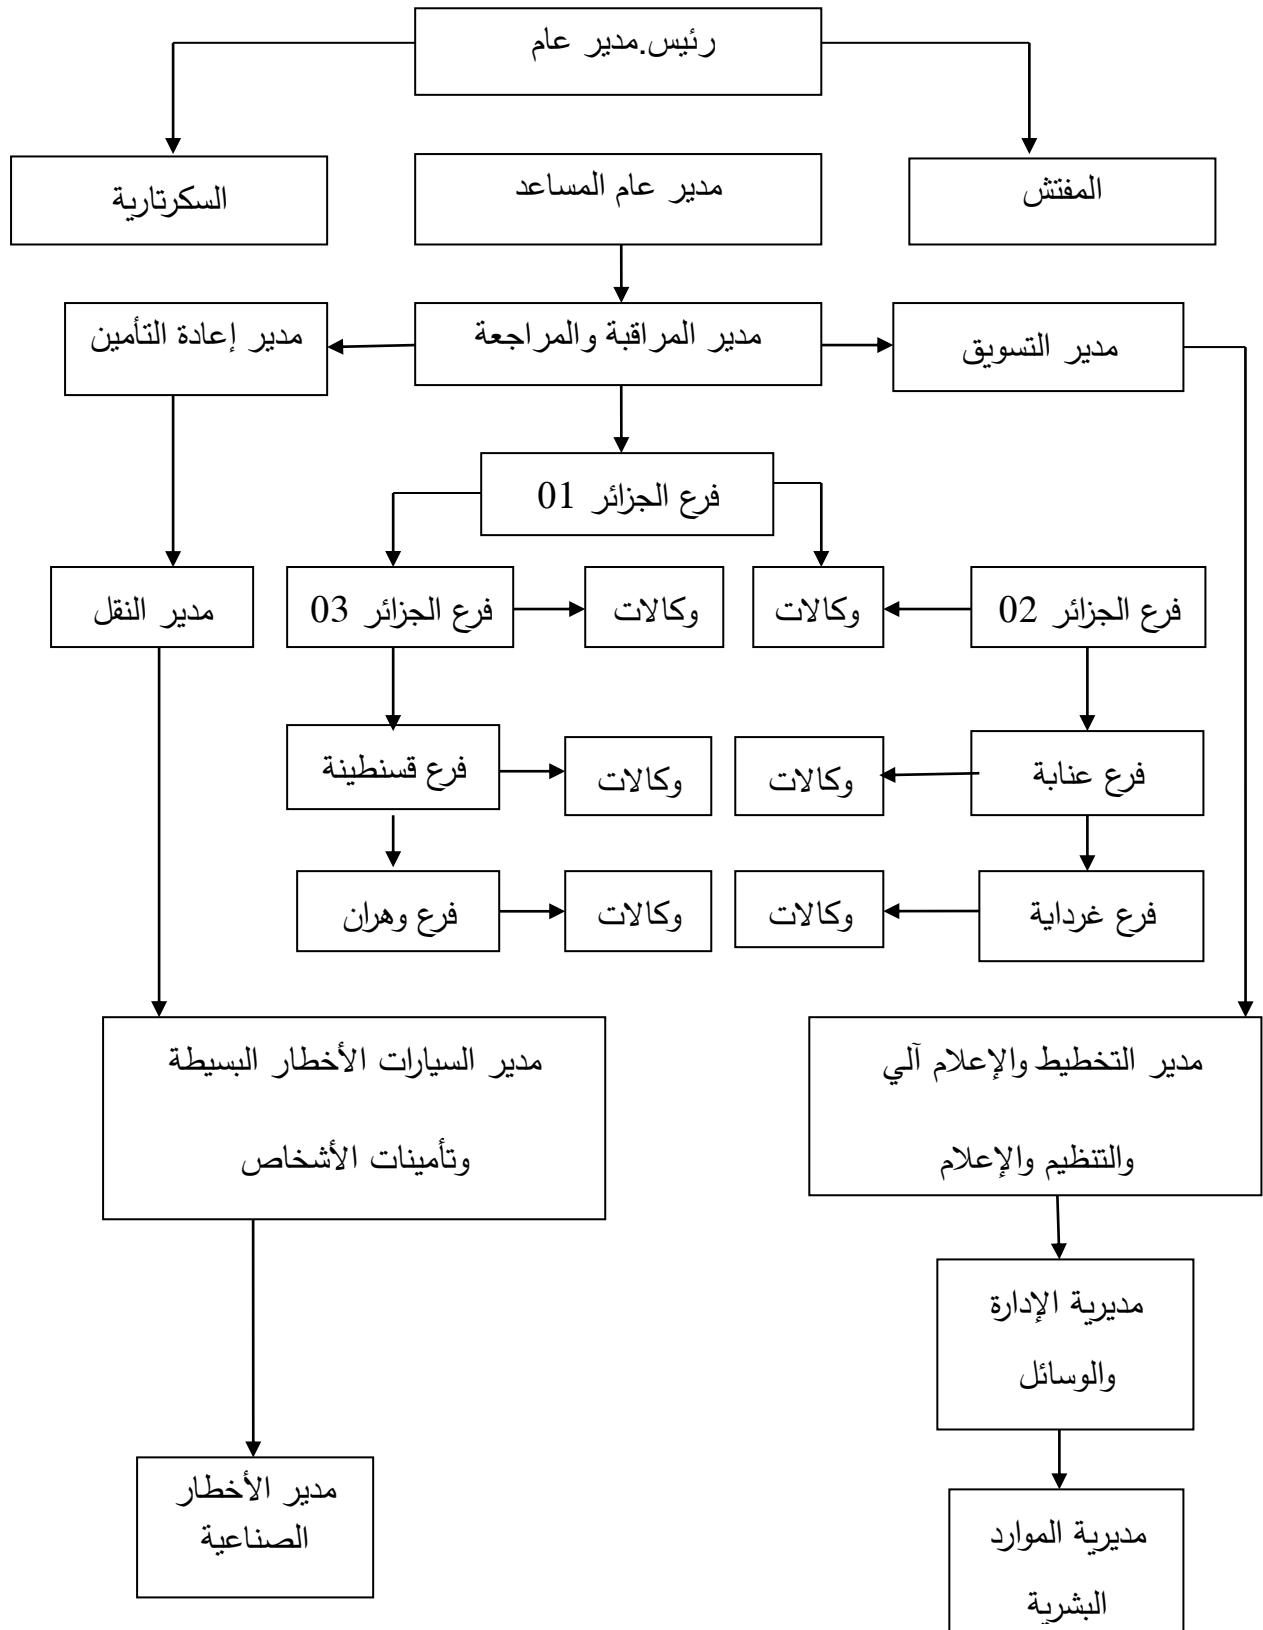 رئيس.مدير عام
المفتش
مدير عام المساعد
السكرتارية
مدير التسويق
مدير المراقبة والمراجعة
مدير إعادة التأمين
فرع الجزائر 01
فرع الجزائر 02
وكالات
وكالات
فرع الجزائر 03
مدير النقل
فرع عنابة
وكالات
وكالات
فرع قسنطينة
فرع غرداية
وكالات
وكالات
فرع وهران
مدير التخطيط والإعلام آلي
والتنظيم والإعلام
مدير السيارات الأخطار البسيطة
وتأمينات الأشخاص
مديرية الإدارة
والوسائل
مدير الأخطار
الصناعية
مديرية الموارد
البشرية